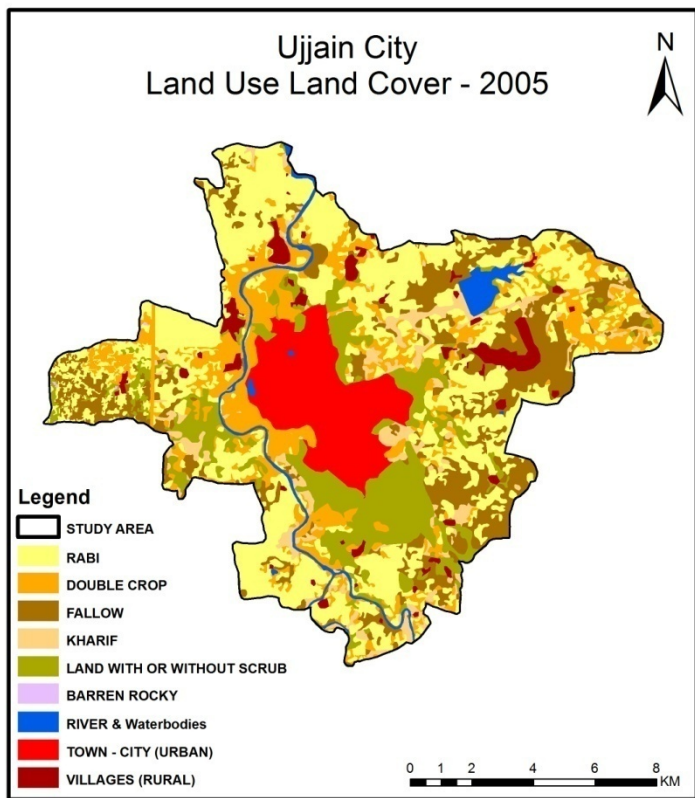 Ujjain City
Land Use Land Cover - 2005
N
Legend
STUDY AREA
RABI
DOUBLE CROP
FALLOW
KHARIF
LAND WITH OR WITHOUT SCRUB
BARREN ROCKY
RIVER & Waterbodies
TOWN - CITY (URBAN)
VILLAGES (RURAL)
0 1 2 4 6 8
KM